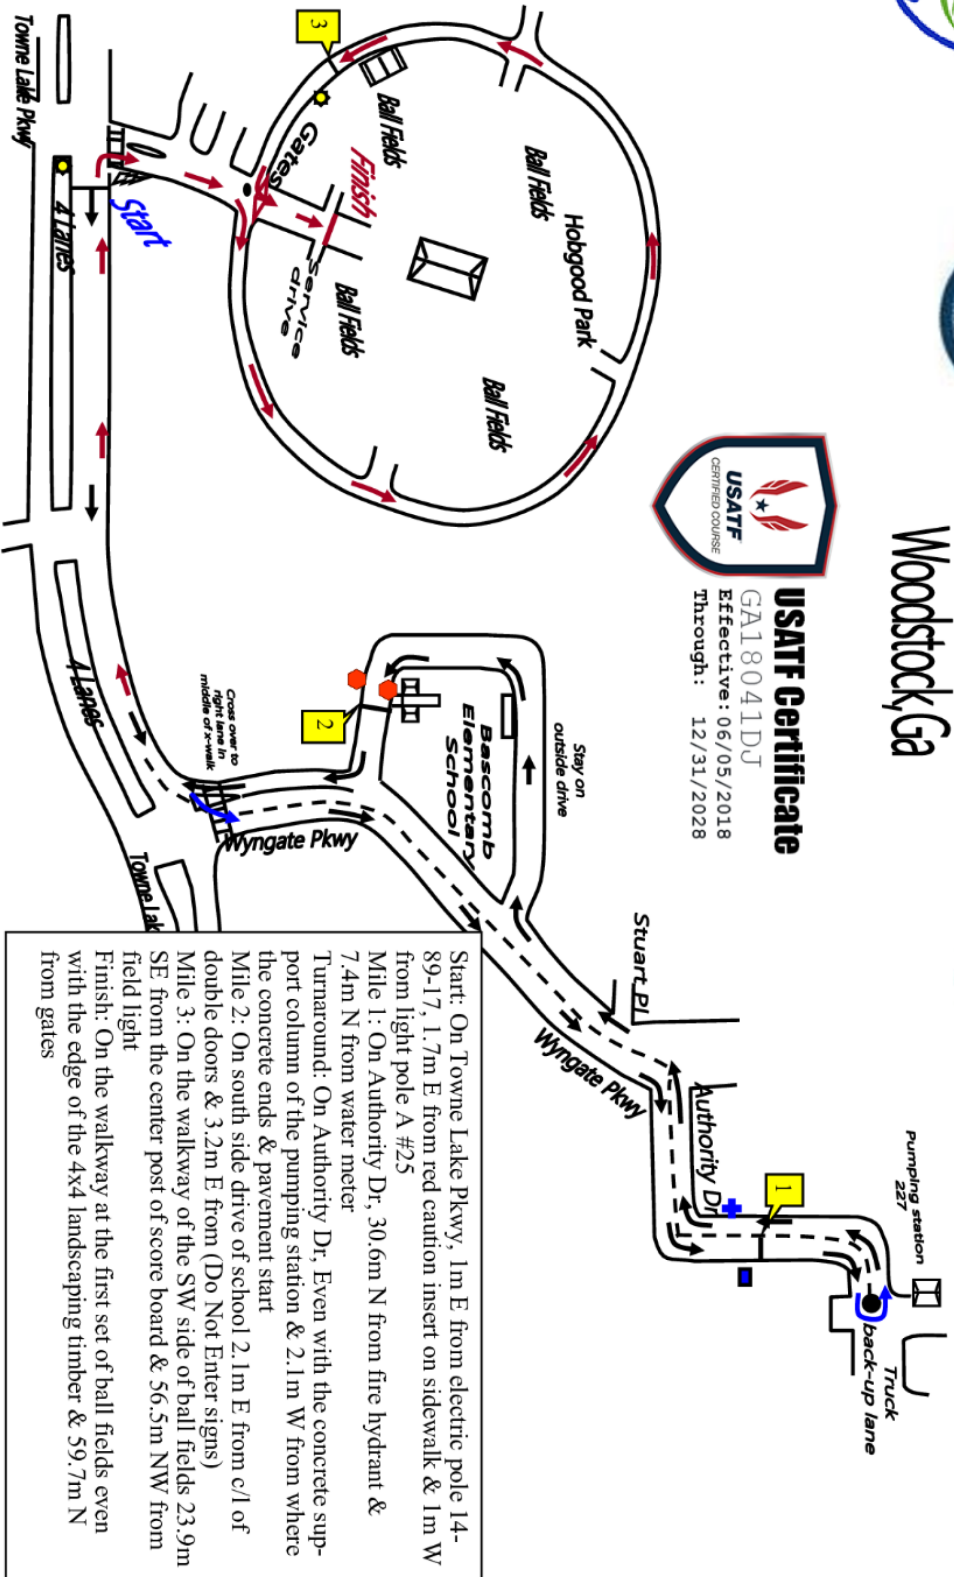 Woodstock,Ga
USATF Certificate
GA18041DJ
Effective: 06/05/2018
Through: 12/31/2028
USATF
CERTIFIED COURSE
Towne Lake Pkwy
4 Lanes
Start
3
Ball Fields
Gates
Finish
Service
drive
Ball Fields
Ball Fields
Hobgood Park
Ball Fields
4 Lanes
Cross over to
right lane in
middle of x-walk
2
Bascomb
Elementary
School
Stay on
outside drive
Wyngate Pkwy
Towne Lak
Stuart Pl
Wyngate Pkwy
Authority Dr
1
Pumping station
227
Truck
back-up lane
Start: On Towne Lake Pkwy, 1m E from electric pole 14-
89-17, 1.7m E from red caution insert on sidewalk & 1m W
from light pole A #25
Mile 1: On Authority Dr, 30.6m N from fire hydrant &
7.4m N from water meter
Turnaround: On Authority Dr, Even with the concrete sup-
port column of the pumping station & 2.1m W from where
the concrete ends & pavement start
Mile 2: On south side drive of school 2.1m E from c/l of
double doors & 3.2m E from (Do Not Enter signs)
Mile 3: On the walkway of the SW side of ball fields 23.9m
SE from the center post of score board & 56.5m NW from
field light
Finish: On the walkway at the first set of ball fields even
with the edge of the 4x4 landscaping timber & 59.7m N
from gates